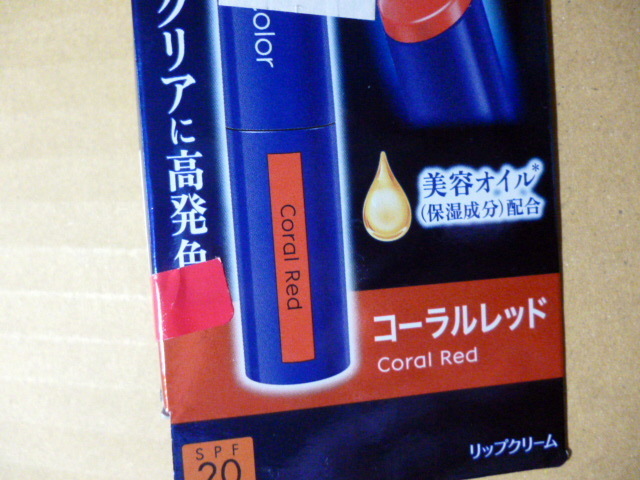 クリアに高発色
Color
Coral Red
美容オイル*
(保湿成分)配合
コーラルレッド
Coral Red
SPF
20
リップクリーム